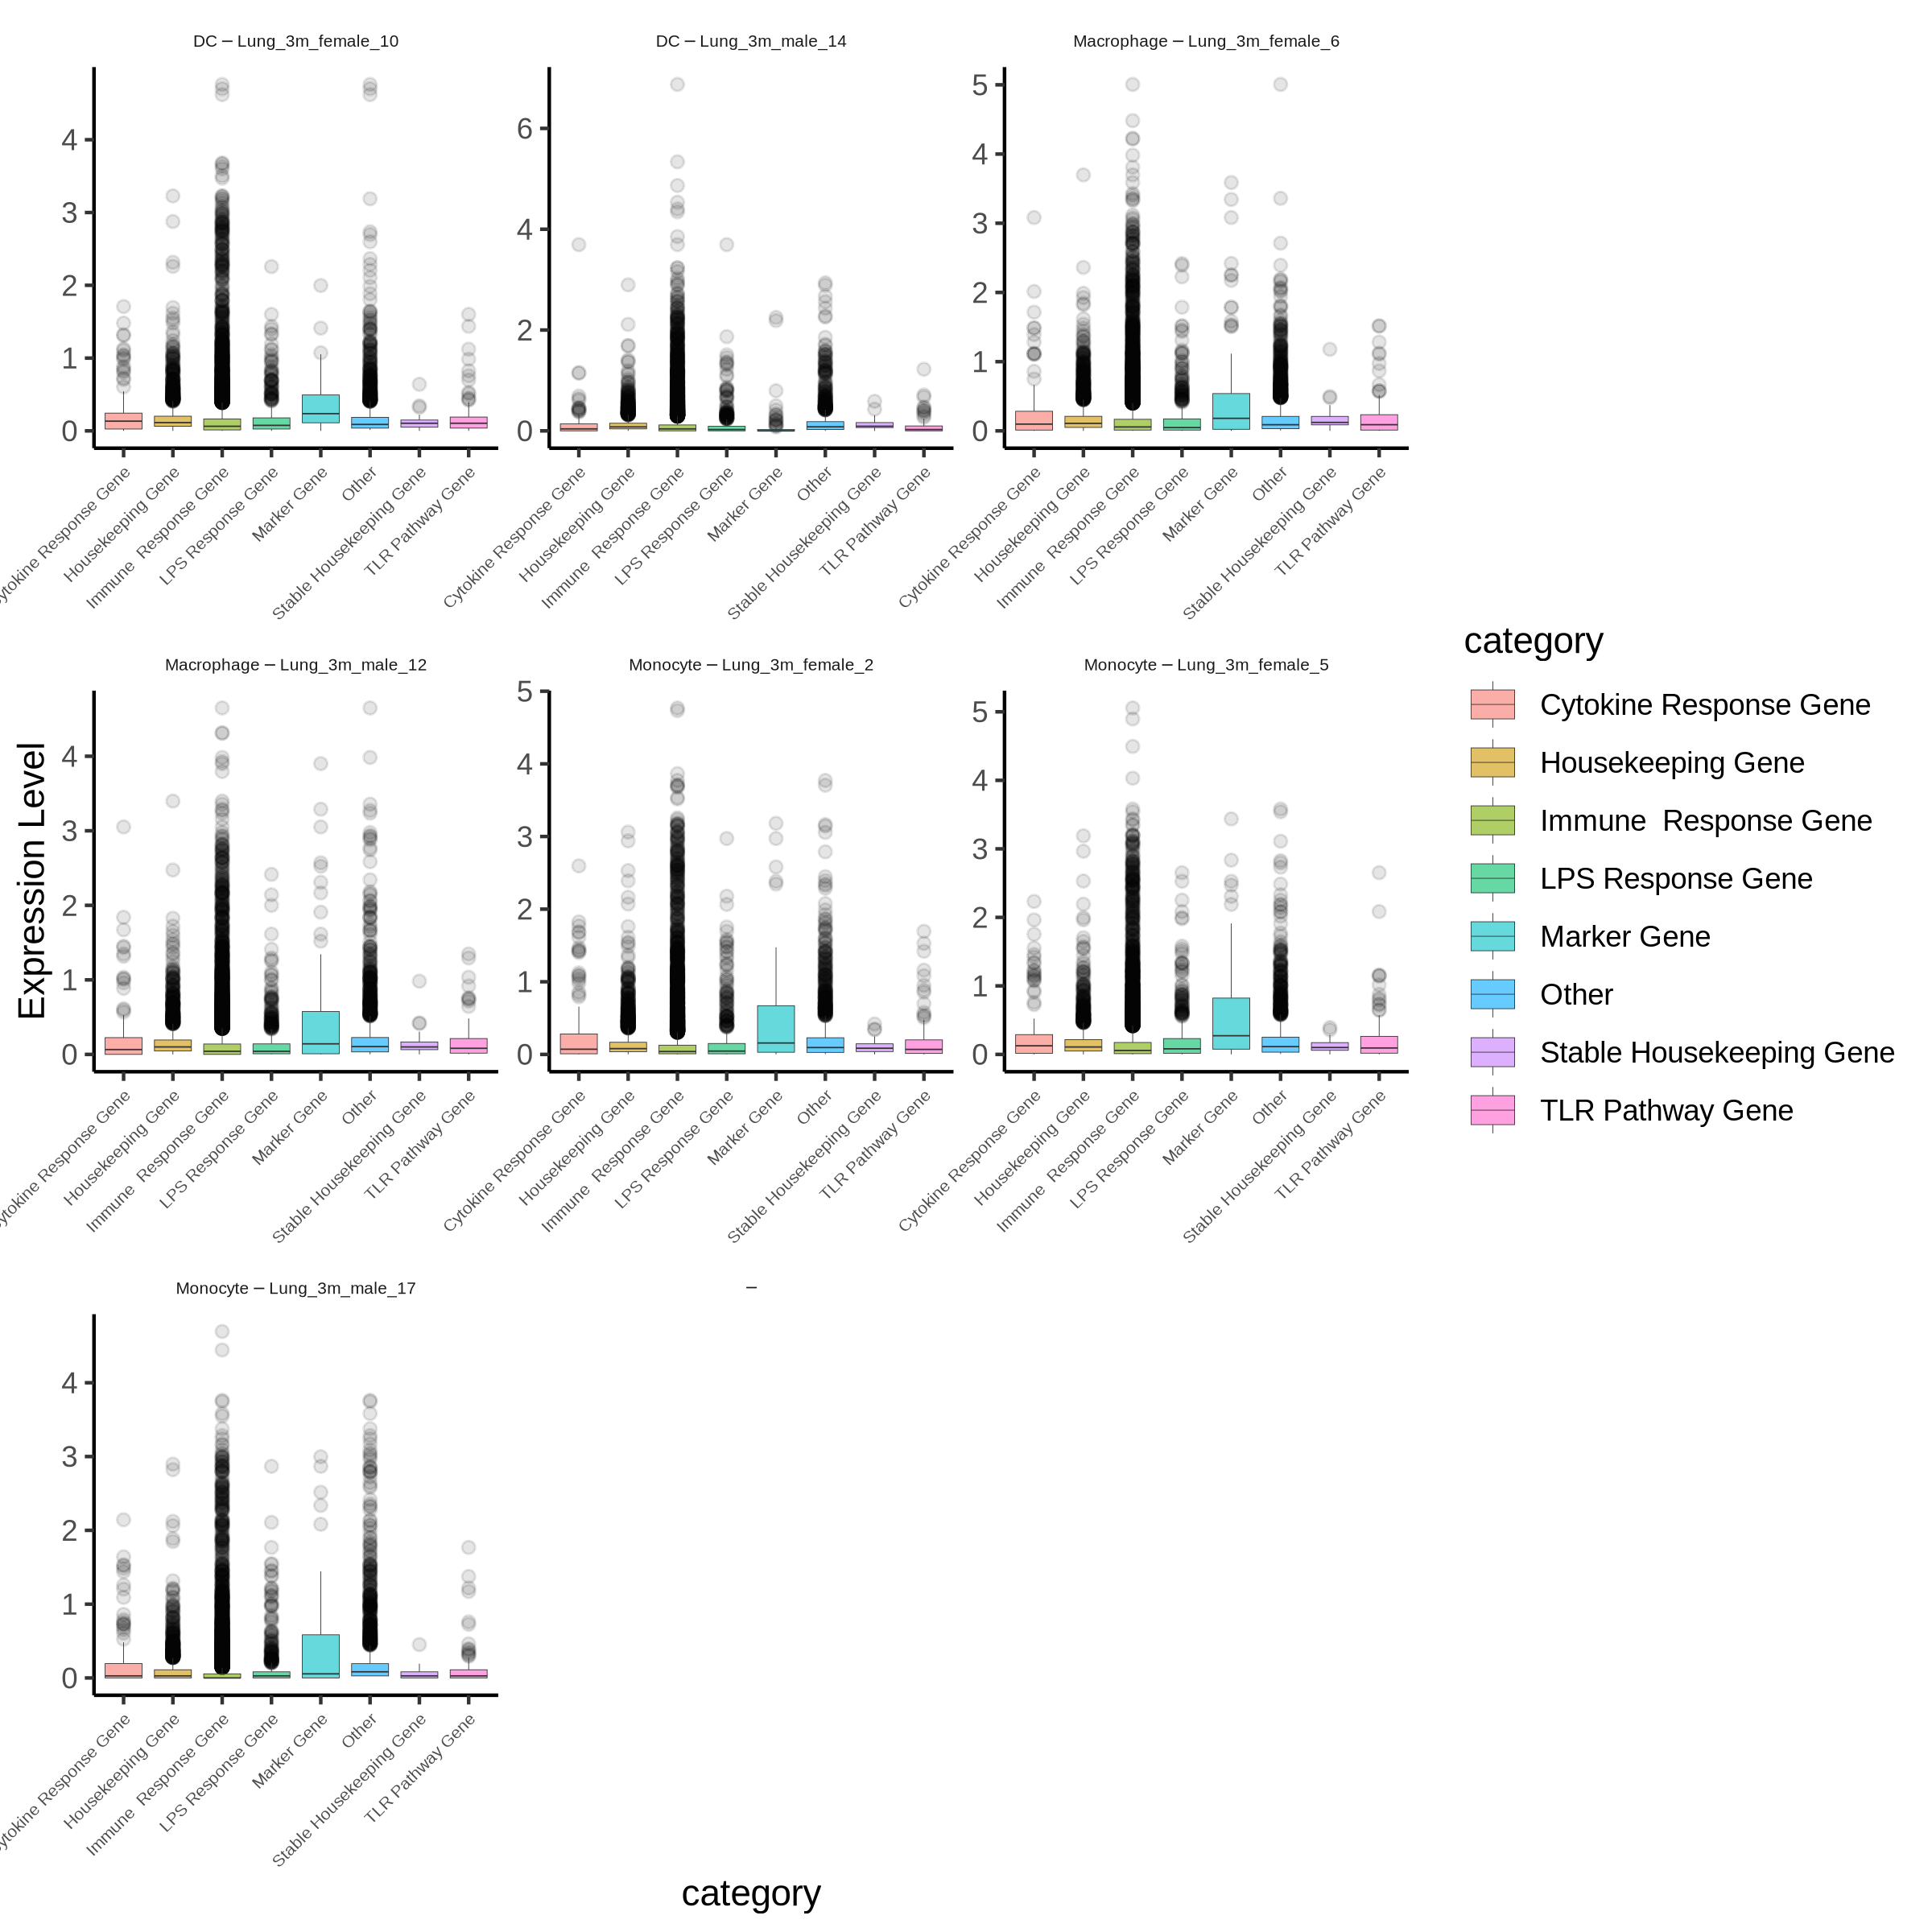 DC – Lung_3m_female_10
DC – Lung_3m_male_14
Macrophage – Lung_3m_female_6
4
3
2
1
0
6
4
2
0
5
4
3
2
1
0
Cytokine Response Gene
Housekeeping Gene
Immune  Response Gene
LPS Response Gene
Marker Gene
Other
Stable Housekeeping Gene
TLR Pathway Gene
Cytokine Response Gene
Housekeeping Gene
Immune  Response Gene
LPS Response Gene
Marker Gene
Other
Stable Housekeeping Gene
TLR Pathway Gene
Cytokine Response Gene
Housekeeping Gene
Immune  Response Gene
LPS Response Gene
Marker Gene
Other
Stable Housekeeping Gene
TLR Pathway Gene
Macrophage – Lung_3m_male_12
Monocyte – Lung_3m_female_2
Monocyte – Lung_3m_female_5
Expression Level
4
3
2
1
0
5
4
3
2
1
0
5
4
3
2
1
0
Cytokine Response Gene
Housekeeping Gene
Immune  Response Gene
LPS Response Gene
Marker Gene
Other
Stable Housekeeping Gene
TLR Pathway Gene
Cytokine Response Gene
Housekeeping Gene
Immune  Response Gene
LPS Response Gene
Marker Gene
Other
Stable Housekeeping Gene
TLR Pathway Gene
Cytokine Response Gene
Housekeeping Gene
Immune  Response Gene
LPS Response Gene
Marker Gene
Other
Stable Housekeeping Gene
TLR Pathway Gene
Monocyte – Lung_3m_male_17
–
4
3
2
1
0
Cytokine Response Gene
Housekeeping Gene
Immune  Response Gene
LPS Response Gene
Marker Gene
Other
Stable Housekeeping Gene
TLR Pathway Gene
category
category
Cytokine Response Gene
Housekeeping Gene
Immune  Response Gene
LPS Response Gene
Marker Gene
Other
Stable Housekeeping Gene
TLR Pathway Gene